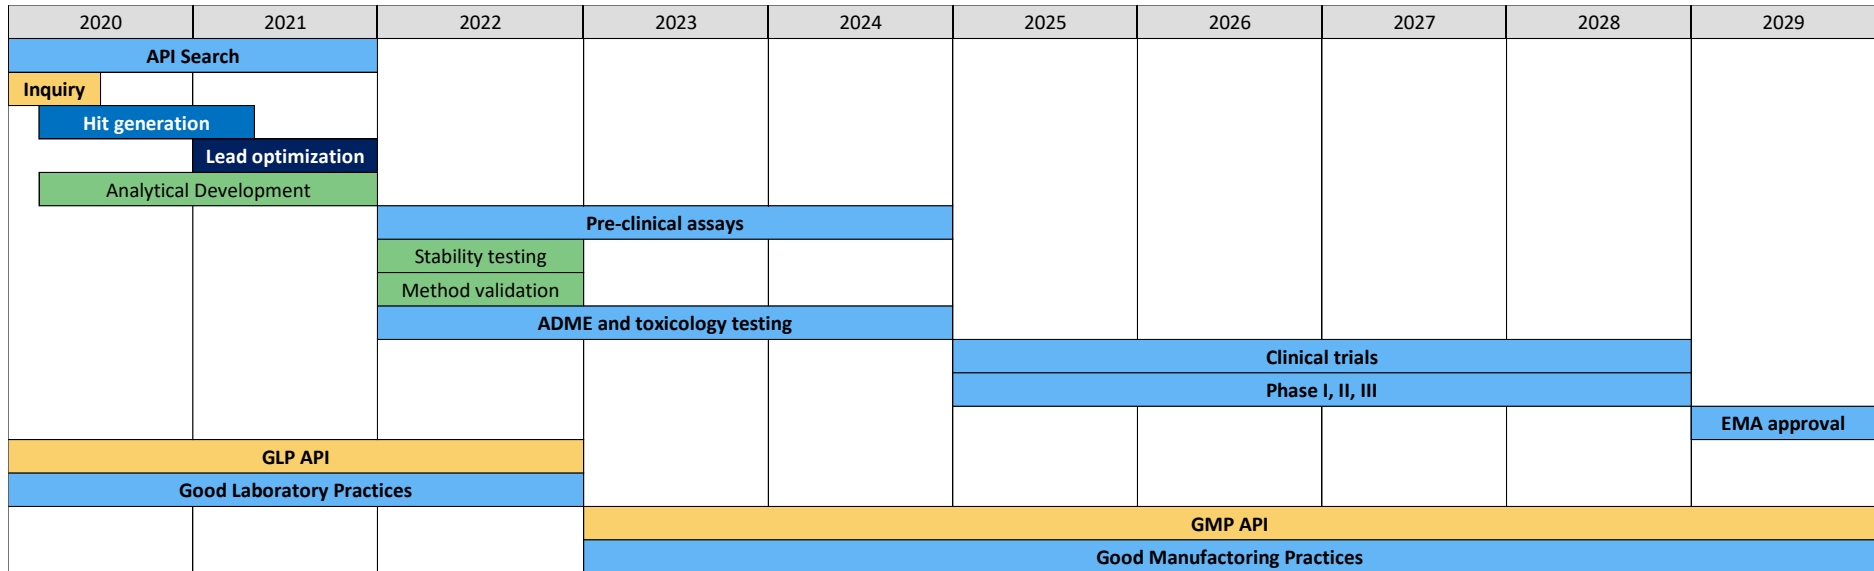 2020 2021 2022 2023 2024 2025 2026 2027 2028 2029
API Search
Inquiry
Hit generation
Lead optimization
Analytical Development
Pre-clinical assays
Stability testing
Method validation
ADME and toxicology testing
Clinical trials
Phase I, II, III
EMA approval
GLP API
Good Laboratory Practices
GMP API
Good Manufactoring Practices